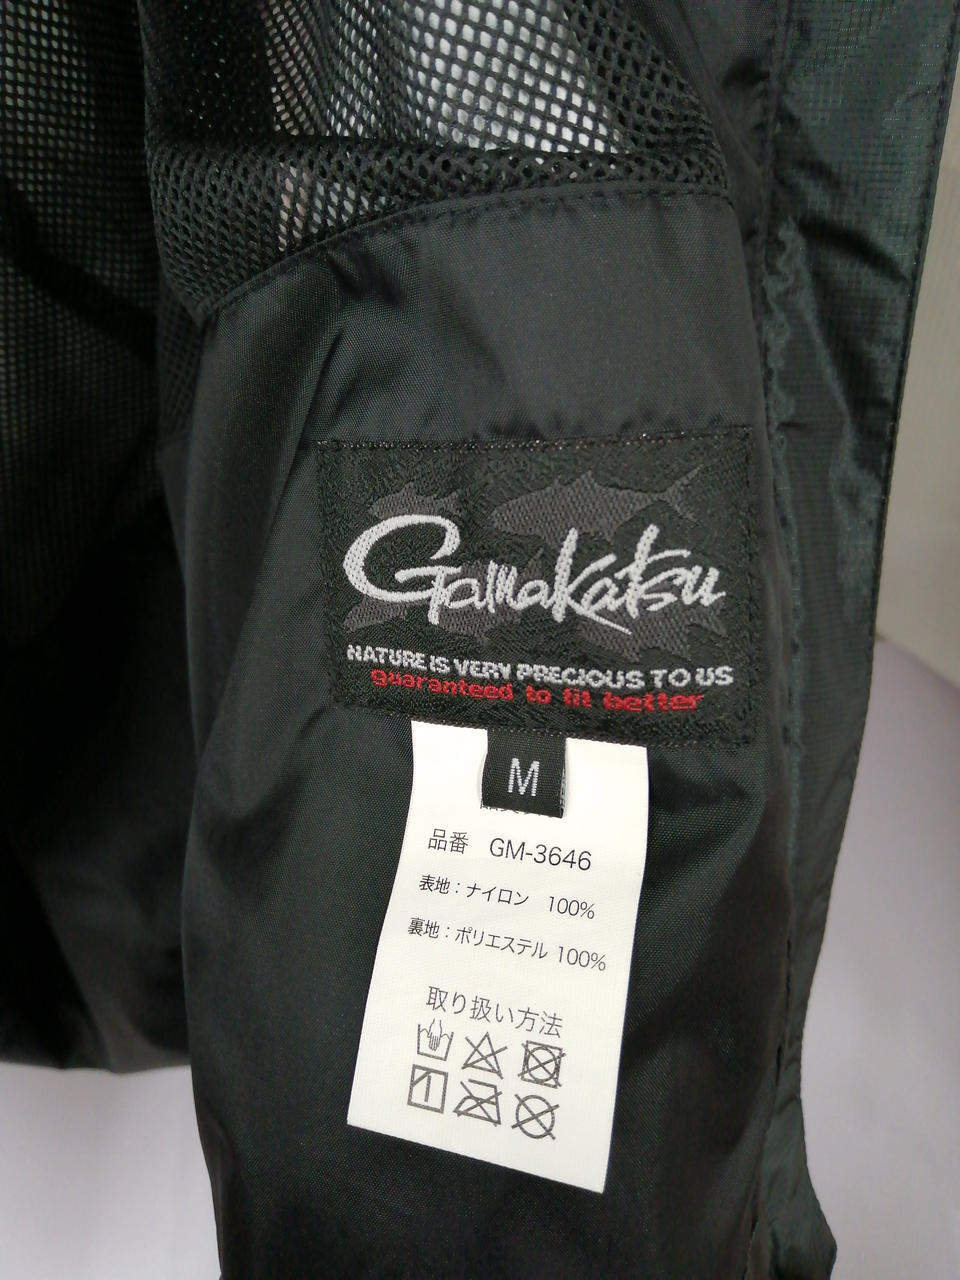 Gamakatsu
NATURE IS VERY PRECIOUS TO US
guaranteed to fit better
M
品番 GM-3646
表地：ナイロン 100%
裏地：ポリエステル 100%
取り扱い方法